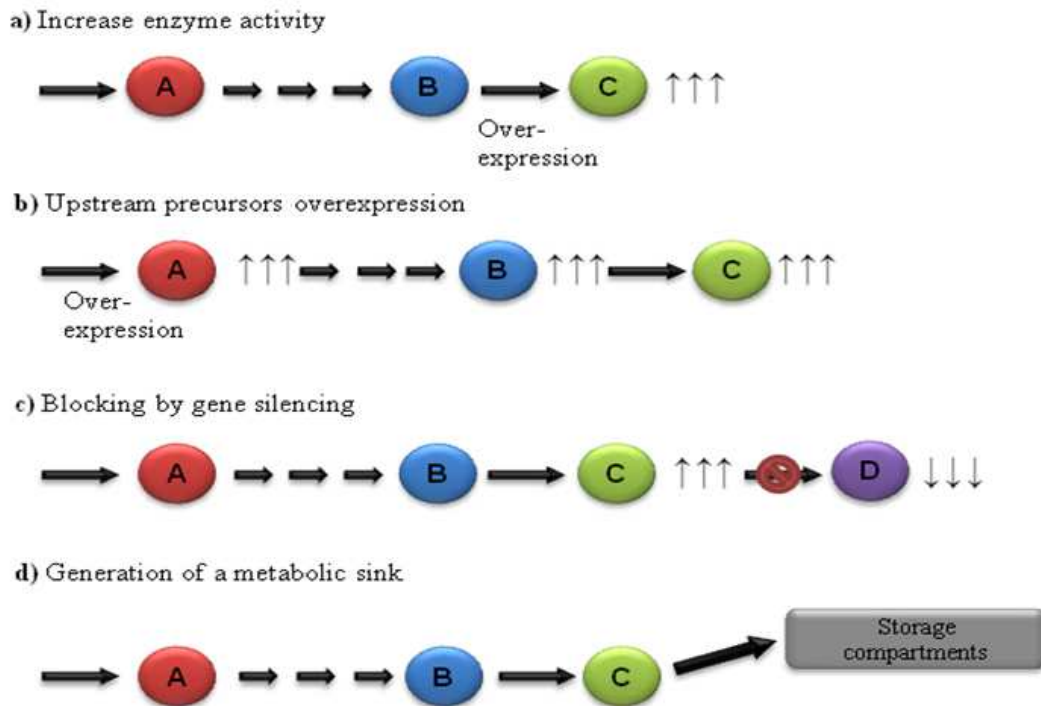 a) Increase enzyme activity
A B C ↑↑↑
Over-
expression
b) Upstream precursors overexpression
A ↑↑↑ B ↑↑↑ C ↑↑↑
Over-
expression
c) Blocking by gene silencing
A B C ↑↑↑ D ↓↓↓
d) Generation of a metabolic sink
Storage
compartments
A B C